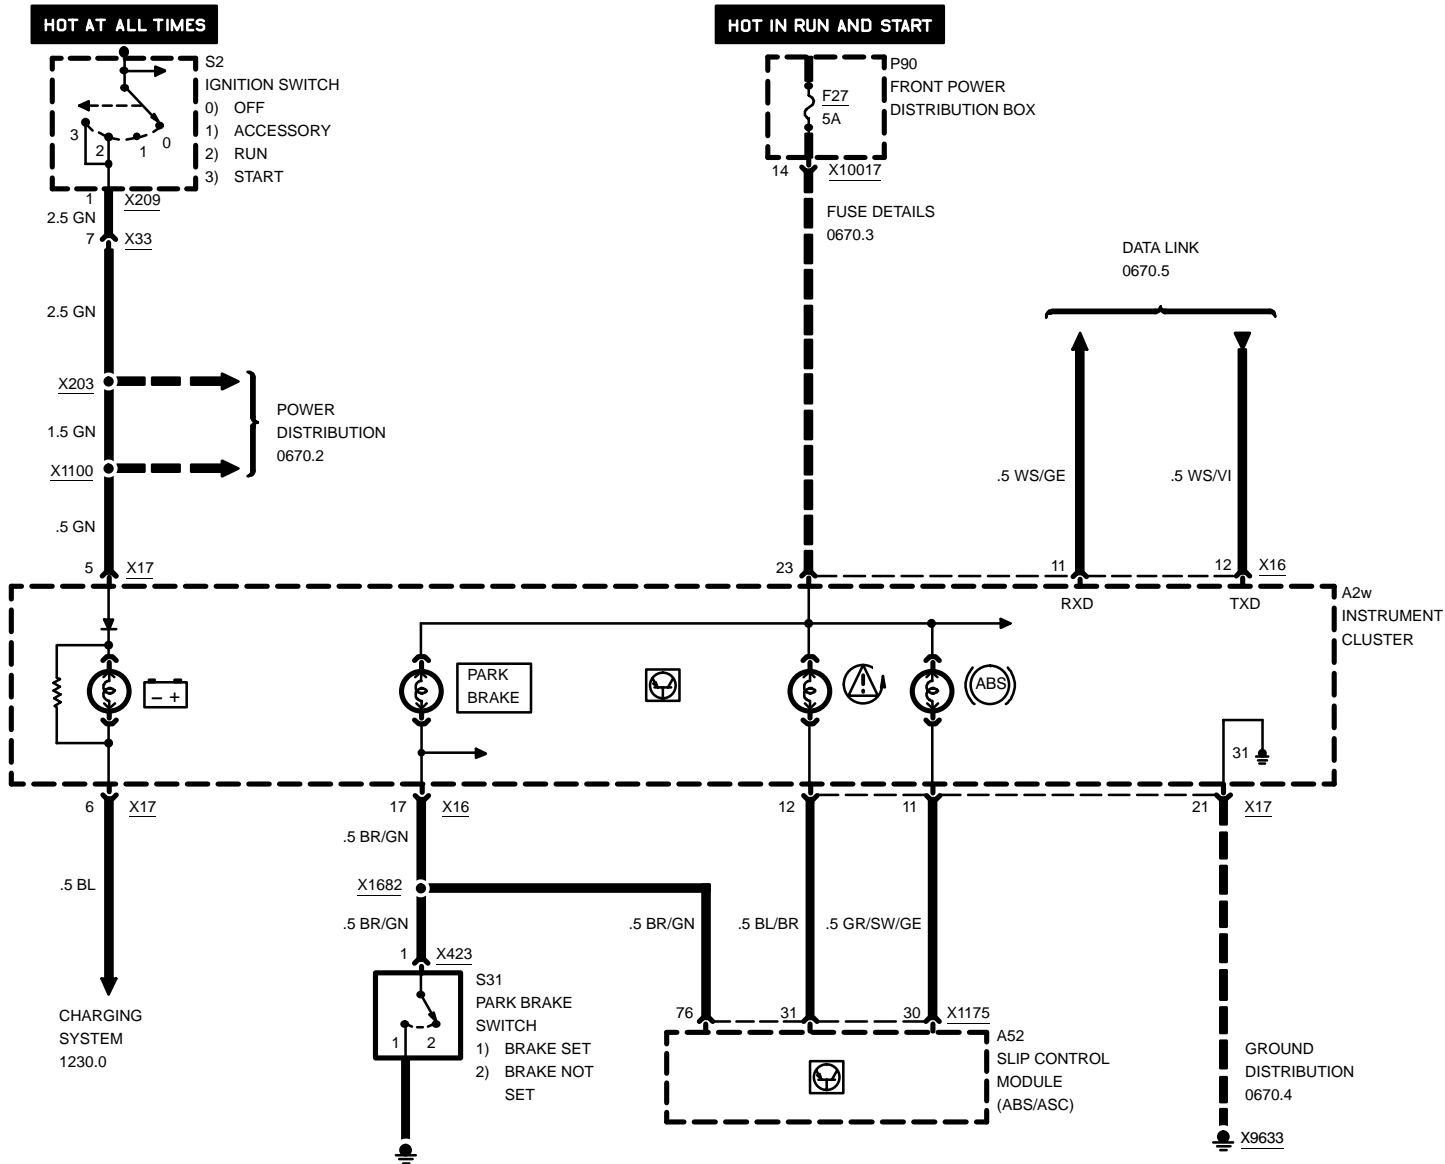 HOT AT ALL TIMES
HOT IN RUN AND START
S2
IGNITION SWITCH
0) OFF
1) ACCESSORY
2) RUN
3) START
3
2
1
0
P90
FRONT POWER
DISTRIBUTION BOX
F27
5A
1 X209
2.5 GN
7 X33
14 X10017
FUSE DETAILS
0670.3
DATA LINK
0670.5
2.5 GN
X203
1.5 GN
X1100
POWER
DISTRIBUTION
0670.2
.5 GN
.5 WS/GE
.5 WS/VI
5 X17
23
11
12 X16
RXD
TXD
A2w
INSTRUMENT
CLUSTER
– +
PARK
BRAKE
ABS
31
6 X17
17 X16
12
11
21 X17
.5 BR/GN
.5 BL
X1682
.5 BR/GN
.5 BR/GN
.5 BL/BR
.5 GR/SW/GE
1 X423
S31
PARK BRAKE
SWITCH
1) BRAKE SET
2) BRAKE NOT
SET
1 2
76
31
30 X1175
A52
SLIP CONTROL
MODULE
(ABS/ASC)
CHARGING
SYSTEM
1230.0
GROUND
DISTRIBUTION
0670.4
X9633